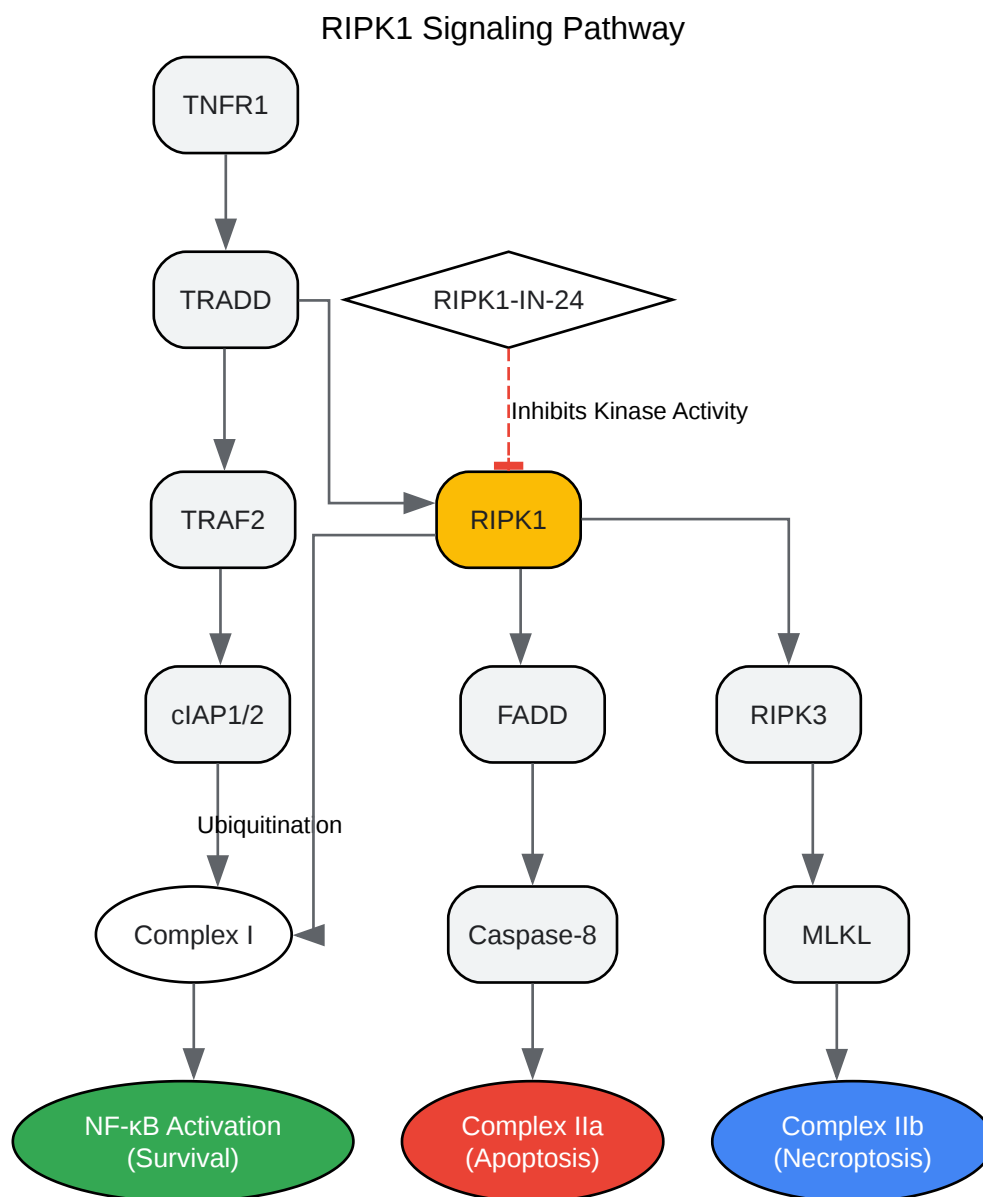 RIPK1 Signaling Pathway
TNFR1
TRADD
RIPK1-IN-24
Inhibits Kinase Activity
TRAF2
RIPK1
cIAP1/2
FADD
RIPK3
Ubiquitination
Complex I
Caspase-8
MLKL
NF-κB Activation
(Survival)
Complex IIa
(Apoptosis)
Complex IIb
(Necroptosis)